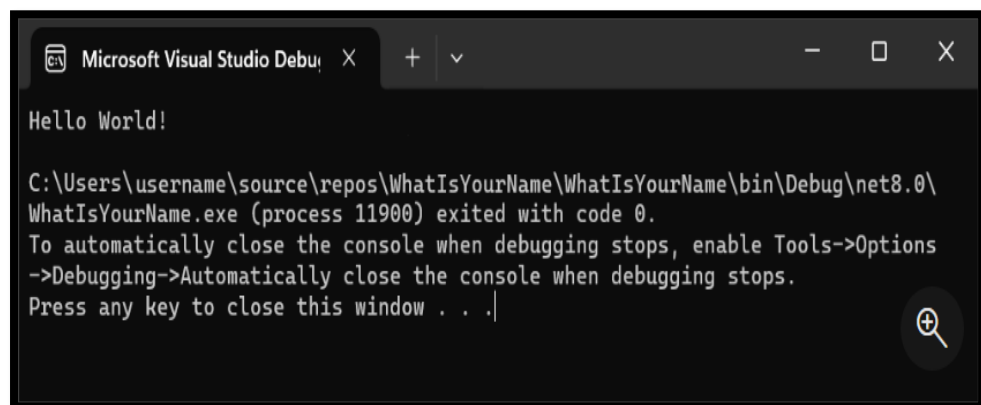 Microsoft Visual Studio Debu
Hello World!
C:\Users\username\source\repos\WhatIsYourName\WhatIsYourName\bin\Debug\net8.0\
WhatIsYourName.exe (process 11900) exited with code 0.
To automatically close the console when debugging stops, enable Tools->Options
->Debugging->Automatically close the console when debugging stops.
Press any key to close this window . . .